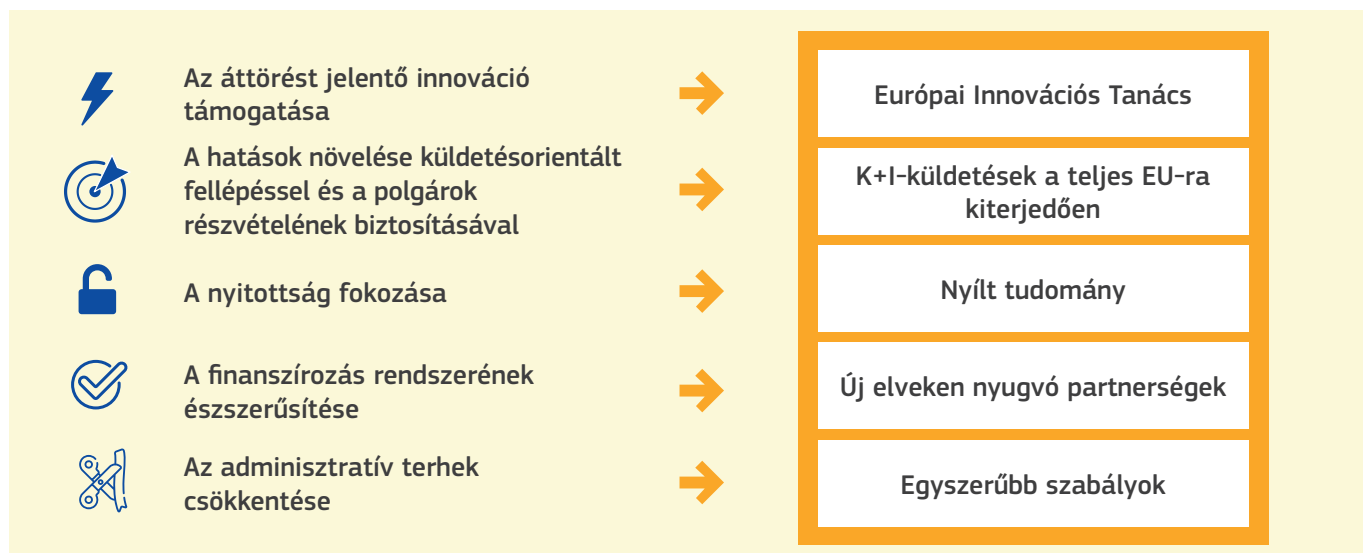 Az áttörést jelentő innováció
támogatása
Európai Innovációs Tanács
A hatások növelése küldetésorientált
fellépéssel és a polgárok
részvételének biztosításával
K+I-küldetések a teljes EU-ra
kiterjedően
A nyitottság fokozása
Nyílt tudomány
A finanszírozás rendszerének
észszerűsítése
Új elveken nyugvó partnerségek
Az adminisztratív terhek
csökkentése
Egyszerűbb szabályok